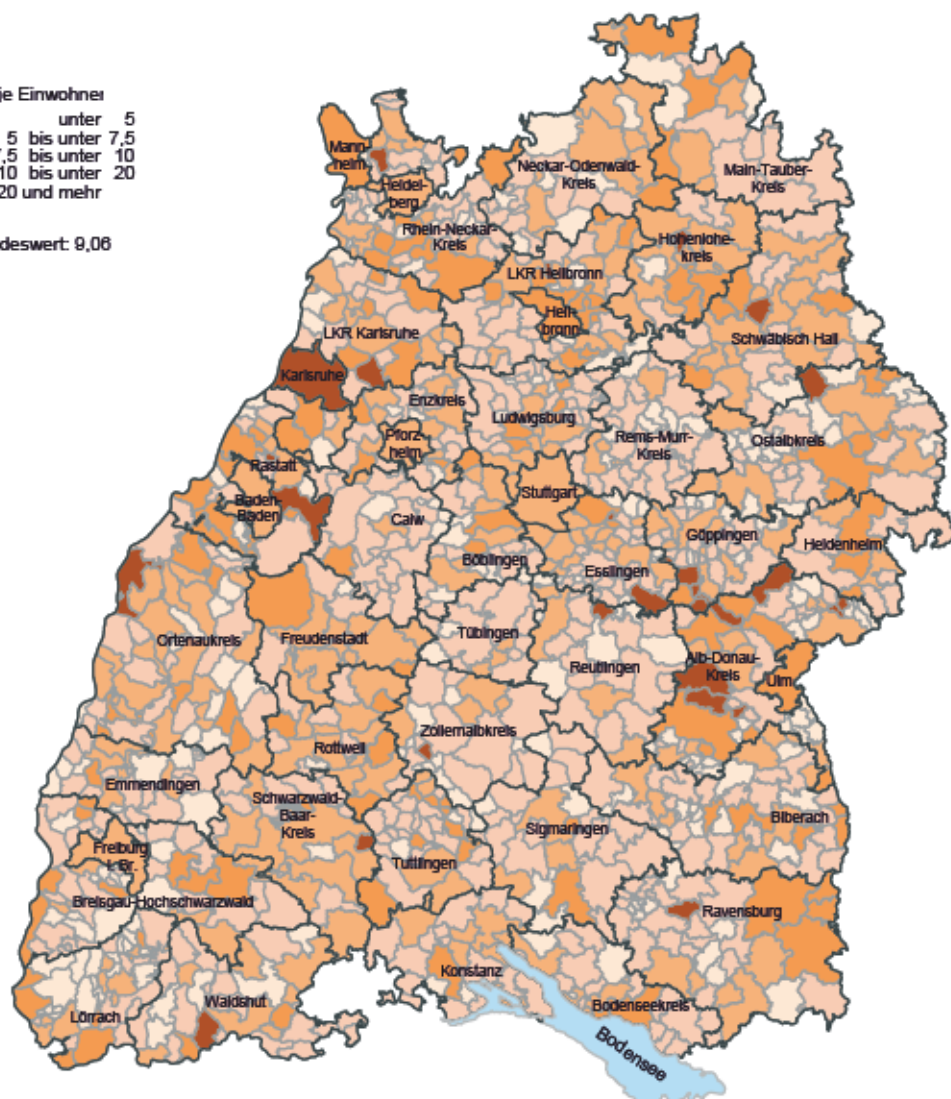 je Einwohner
unter 5
5 bis unter 7,5
,5 bis unter 10
10 bis unter 20
20 und mehr
deswert: 9,06
Mann-
heim
Heidel-
berg
Neckar-Odenwald-
Kreis
Main-Tauber-
Kreis
Rhein-Neckar-
Kreis
Hohenlohe-
kreis
LKR Heilbronn
Heil-
bronn
LKR Karlsruhe
Schwäbisch Hall
Karlsruhe
Enzkreis
Ludwigsburg
Pforz-
heim
Rems-Murr-
Kreis
Ostalbkreis
Rastatt
Stuttgart
Baden-
Baden
Calw
Göppingen
Heidenheim
Böblingen
Esslingen
Ortenaukreis
Freudenstadt
Tübingen
Reutlingen
Alb-Donau-
Kreis
Ulm
Rottweil
Zollernalbkreis
Emmendingen
Schwarzwald-
Baar-
Kreis
Sigmaringen
Biberach
Freiburg
i. Br.
Tuttlingen
Breisgau-Hochschwarzwald
Ravensburg
Konstanz
Waldshut
Lörrach
Bodenseekreis
Bodensee